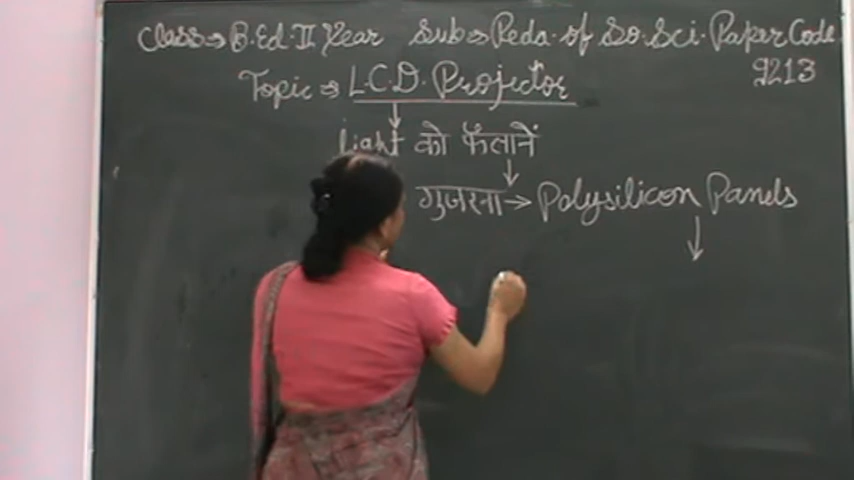 Class ⇒ B.Ed. II Year Sub ⇒ Peda. of So. Sci. Paper Code
9213
Topic ⇒ L.C.D. Projector
Light को फैलानें
गुजरना → Polysilicon Panels